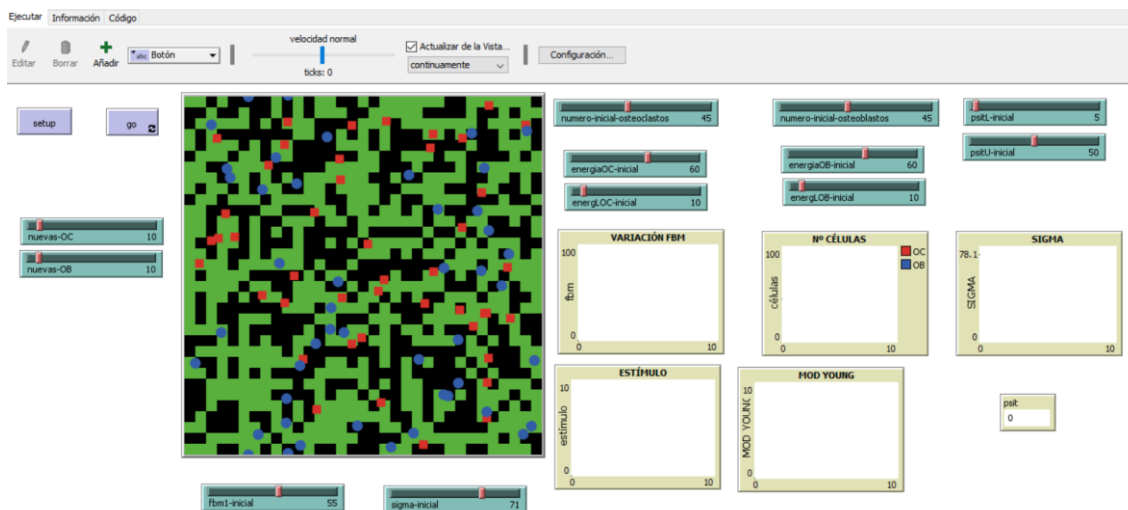 Ejecutar Información Código
Editar Borrar Añadir abc Botón
velocidad normal
ticks: 0
Actualizar de la Vista...
continuamente
Configuración...
setup
go
nuevas-OC 10
nuevas-OB 10
numero-inicial-osteoclastos 45
numero-inicial-osteoblastos 45
psitL-inicial 5
psitU-inicial 50
energiaOC-inicial 60
energiaOB-inicial 60
energLOC-inicial 10
energLOB-inicial 10
VARIACIÓN FBM
100
fbm
0
0 10
Nº CÉLULAS
100
células
0
0 10
OC
OB
SIGMA
78.1
SIGMA
0
0 10
ESTÍMULO
10
estímulo
0
0 10
MOD YOUNG
10
MOD YOUNG
0
0 10
psit
0
fbm1-inicial 55
sigma-inicial 71